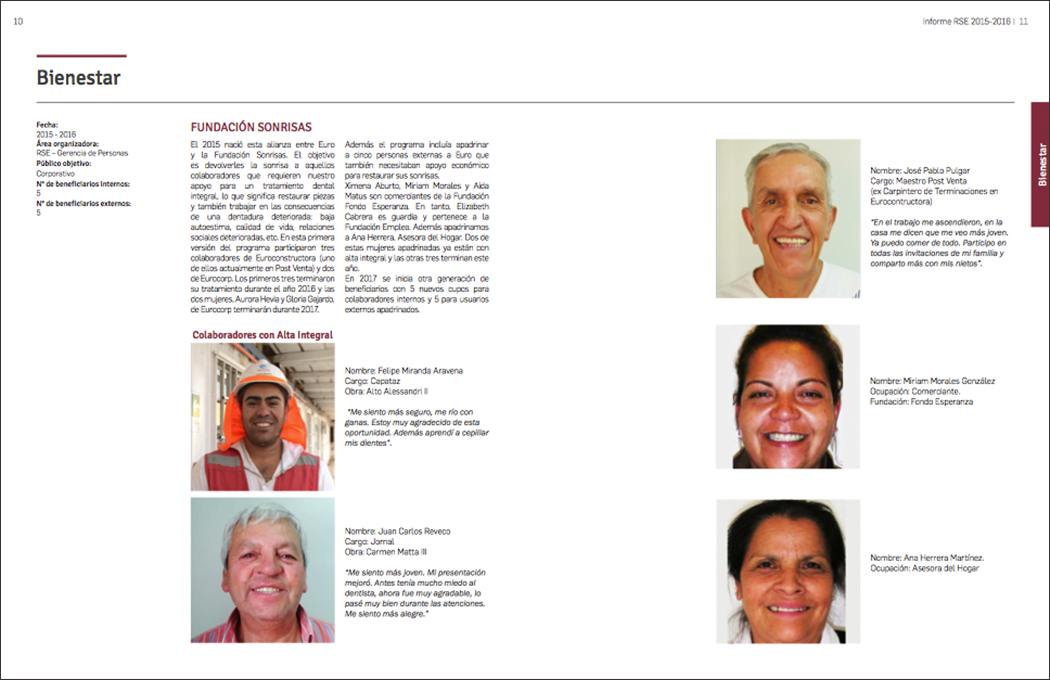 10
Informe RSE 2015-2016 | 11
Bienestar
Fecha:
2015 - 2016
Área organizadora:
RSE – Gerencia de Personas
Público objetivo:
Corporativo
Nº de beneficiarios internos:
5
Nº de beneficiarios externos:
5
FUNDACIÓN SONRISAS
El 2015 nació esta alianza entre Euro
y la Fundación Sonrisas. El objetivo
es devolverles la sonrisa a aquellos
colaboradores que requieren nuestro
apoyo para un tratamiento dental
integral, lo que significa restaurar piezas
y también trabajar en las consecuencias
de una dentadura deteriorada: baja
autoestima, calidad de vida, relaciones
sociales deterioradas, etc. En esta primera
versión del programa participaron tres
colaboradores de Euroconstructora (uno
de ellos actualmente en Post Venta) y dos
de Eurocorp. Los primeros tres terminaron
su tratamiento durante el año 2016 y las
dos mujeres, Aurora Hevia y Gloria Gajardo,
de Eurocorp terminarán durante 2017.
Además el programa incluía apadrinar
a cinco personas externas a Euro que
también necesitaban apoyo económico
para restaurar sus sonrisas.
Ximena Aburto, Miriam Morales y Aida
Matus son comerciantes de la Fundación
Fondo Esperanza. En tanto, Elizabeth
Cabrera es guardia y pertenece a la
Fundación Emplea. Además apadrinamos
a Ana Herrera, Asesora del Hogar. Dos de
estas mujeres apadrinadas ya están con
alta integral y las otras tres terminan este
año.
En 2017 se inicia otra generación de
beneficiarios con 5 nuevos cupos para
colaboradores internos y 5 para usuarios
externos apadrinados.
Colaboradores con Alta Integral
Nombre: Felipe Miranda Aravena
Cargo: Capataz
Obra: Alto Alessandri II
"Me siento más seguro, me río con
ganas. Estoy muy agradecido de esta
oportunidad. Además aprendí a cepillar
mis dientes".
Nombre: Juan Carlos Reveco
Cargo: Jornal
Obra: Carmen Matta III
"Me siento más joven. Mi presentación
mejoró. Antes tenía mucho miedo al
dentista, ahora fue muy agradable, lo
pasé muy bien durante las atenciones.
Me siento más alegre."
Nombre: José Pablo Pulgar
Cargo: Maestro Post Venta
(ex Carpintero de Terminaciones en
Eurocontructora)
"En el trabajo me ascendieron, en la
casa me dicen que me veo más joven.
Ya puedo comer de todo. Participo en
todas las invitaciones de mi familia y
comparto más con mis nietos".
Nombre: Miriam Morales González
Ocupación: Comerciante.
Fundación: Fondo Esperanza
Nombre: Ana Herrera Martínez.
Ocupación: Asesora del Hogar
Bienestar